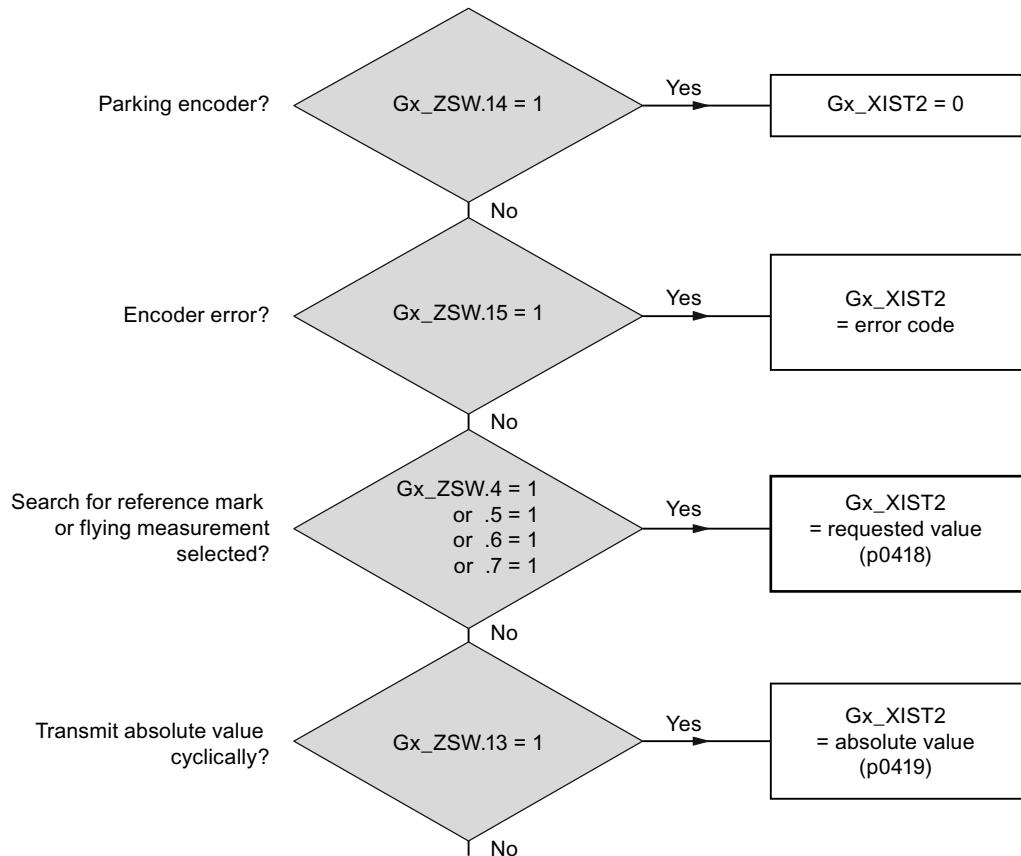 Parking encoder?
Gx_ZSW.14 = 1
Yes
Gx_XIST2 = 0
No
Encoder error?
Gx_ZSW.15 = 1
Yes
Gx_XIST2
= error code
No
Search for reference mark
or flying measurement
selected?
Gx_ZSW.4 = 1
or .5 = 1
or .6 = 1
or .7 = 1
Yes
Gx_XIST2
= requested value
(p0418)
No
Transmit absolute value
cyclically?
Gx_ZSW.13 = 1
Yes
Gx_XIST2
= absolute value
(p0419)
No